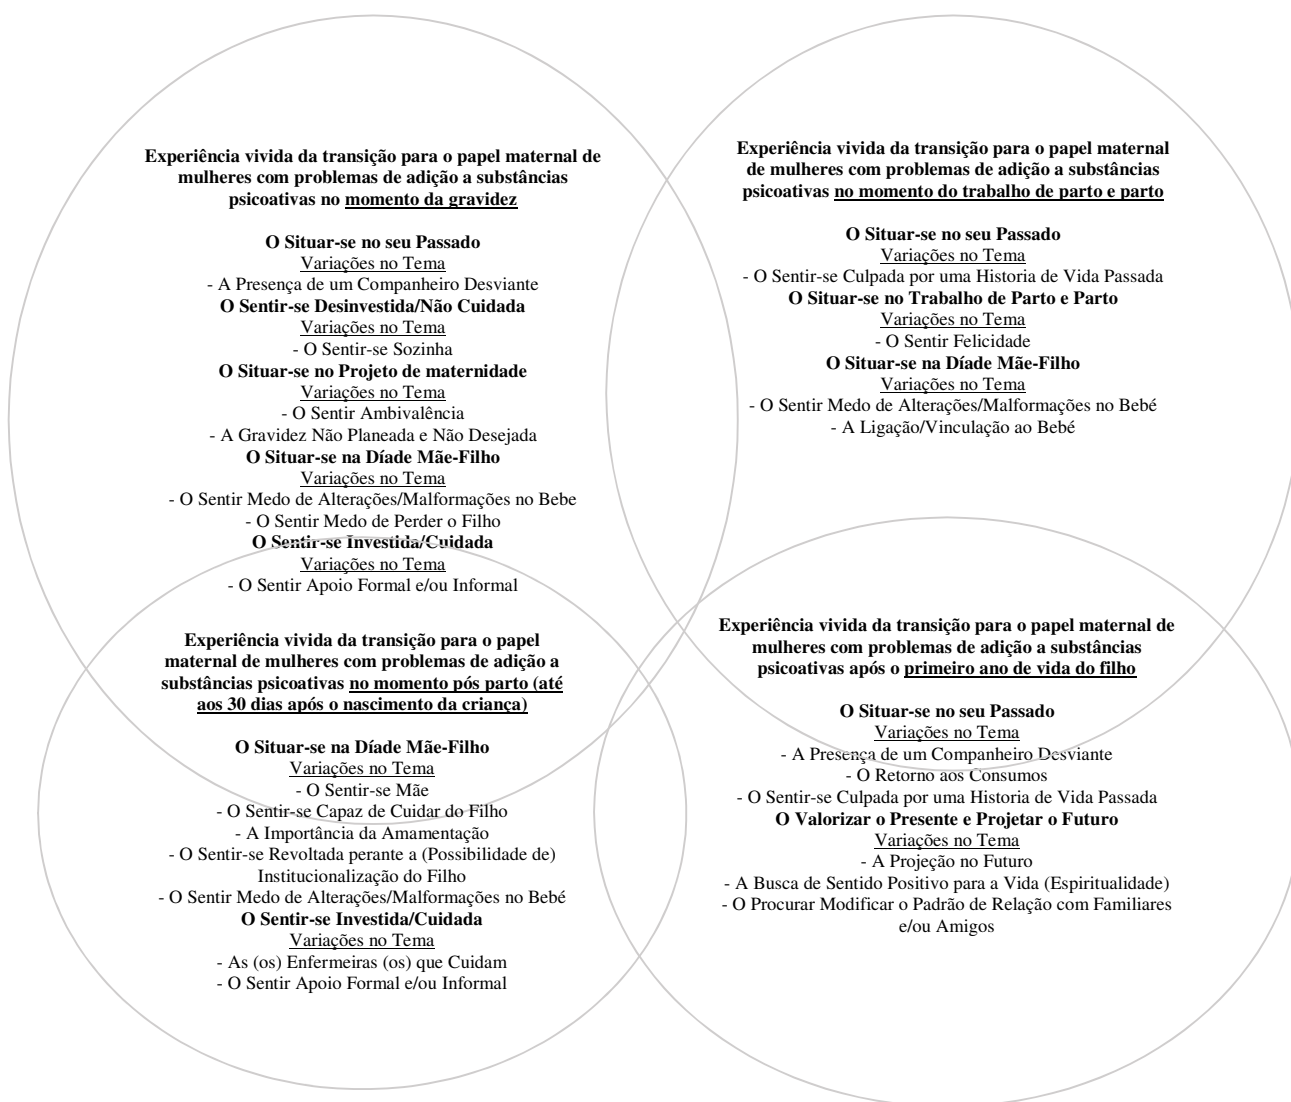 Experiência vivida da transição para o papel maternal de
mulheres com problemas de adição a substâncias
psicoativas no momento da gravidez
O Situar-se no seu Passado
Variações no Tema
- A Presença de um Companheiro Desviante
O Sentir-se Desinvestida/Não Cuidada
Variações no Tema
- O Sentir-se Sozinha
O Situar-se no Projeto de maternidade
Variações no Tema
- O Sentir Ambivalência
- A Gravidez Não Planeada e Não Desejada
O Situar-se na Díade Mãe-Filho
Variações no Tema
- O Sentir Medo de Alterações/Malformações no Bebe
- O Sentir Medo de Perder o Filho
O Sentir-se Investida/Cuidada
Variações no Tema
- O Sentir Apoio Formal e/ou Informal
Experiência vivida da transição para o papel maternal
de mulheres com problemas de adição a substâncias
psicoativas no momento do trabalho de parto e parto
O Situar-se no seu Passado
Variações no Tema
- O Sentir-se Culpada por uma Historia de Vida Passada
O Situar-se no Trabalho de Parto e Parto
Variações no Tema
- O Sentir Felicidade
O Situar-se na Díade Mãe-Filho
Variações no Tema
- O Sentir Medo de Alterações/Malformações no Bebé
- A Ligação/Vinculação ao Bebé
Experiência vivida da transição para o papel
maternal de mulheres com problemas de adição a
substâncias psicoativas no momento pós parto (até
aos 30 dias após o nascimento da criança)
O Situar-se na Díade Mãe-Filho
Variações no Tema
- O Sentir-se Mãe
- O Sentir-se Capaz de Cuidar do Filho
- A Importância da Amamentação
- O Sentir-se Revoltada perante a (Possibilidade de)
Institucionalização do Filho
- O Sentir Medo de Alterações/Malformações no Bebé
O Sentir-se Investida/Cuidada
Variações no Tema
- As (os) Enfermeiras (os) que Cuidam
- O Sentir Apoio Formal e/ou Informal
Experiência vivida da transição para o papel maternal de
mulheres com problemas de adição a substâncias
psicoativas após o primeiro ano de vida do filho
O Situar-se no seu Passado
Variações no Tema
- A Presença de um Companheiro Desviante
- O Retorno aos Consumos
- O Sentir-se Culpada por uma Historia de Vida Passada
O Valorizar o Presente e Projetar o Futuro
Variações no Tema
- A Projeção no Futuro
- A Busca de Sentido Positivo para a Vida (Espiritualidade)
- O Procurar Modificar o Padrão de Relação com Familiares
e/ou Amigos